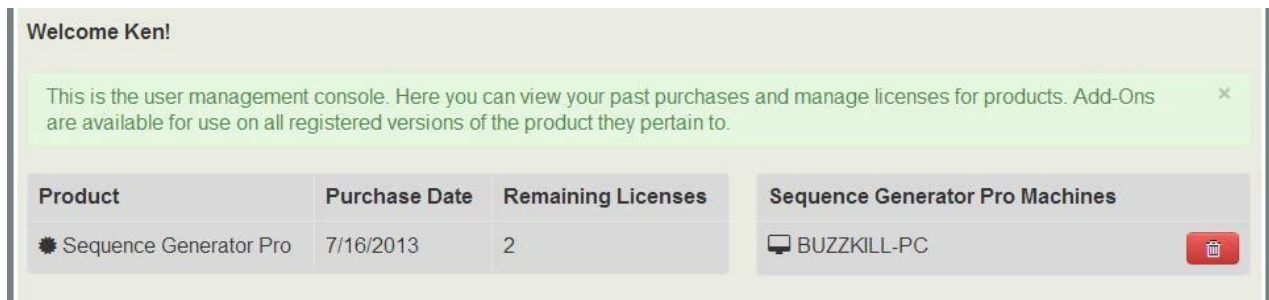 Welcome Ken!
This is the user management console. Here you can view your past purchases and manage licenses for products. Add-Ons
are available for use on all registered versions of the product they pertain to.
×
Product Purchase Date Remaining Licenses
Sequence Generator Pro 7/16/2013 2
Sequence Generator Pro Machines
BUZZKILL-PC